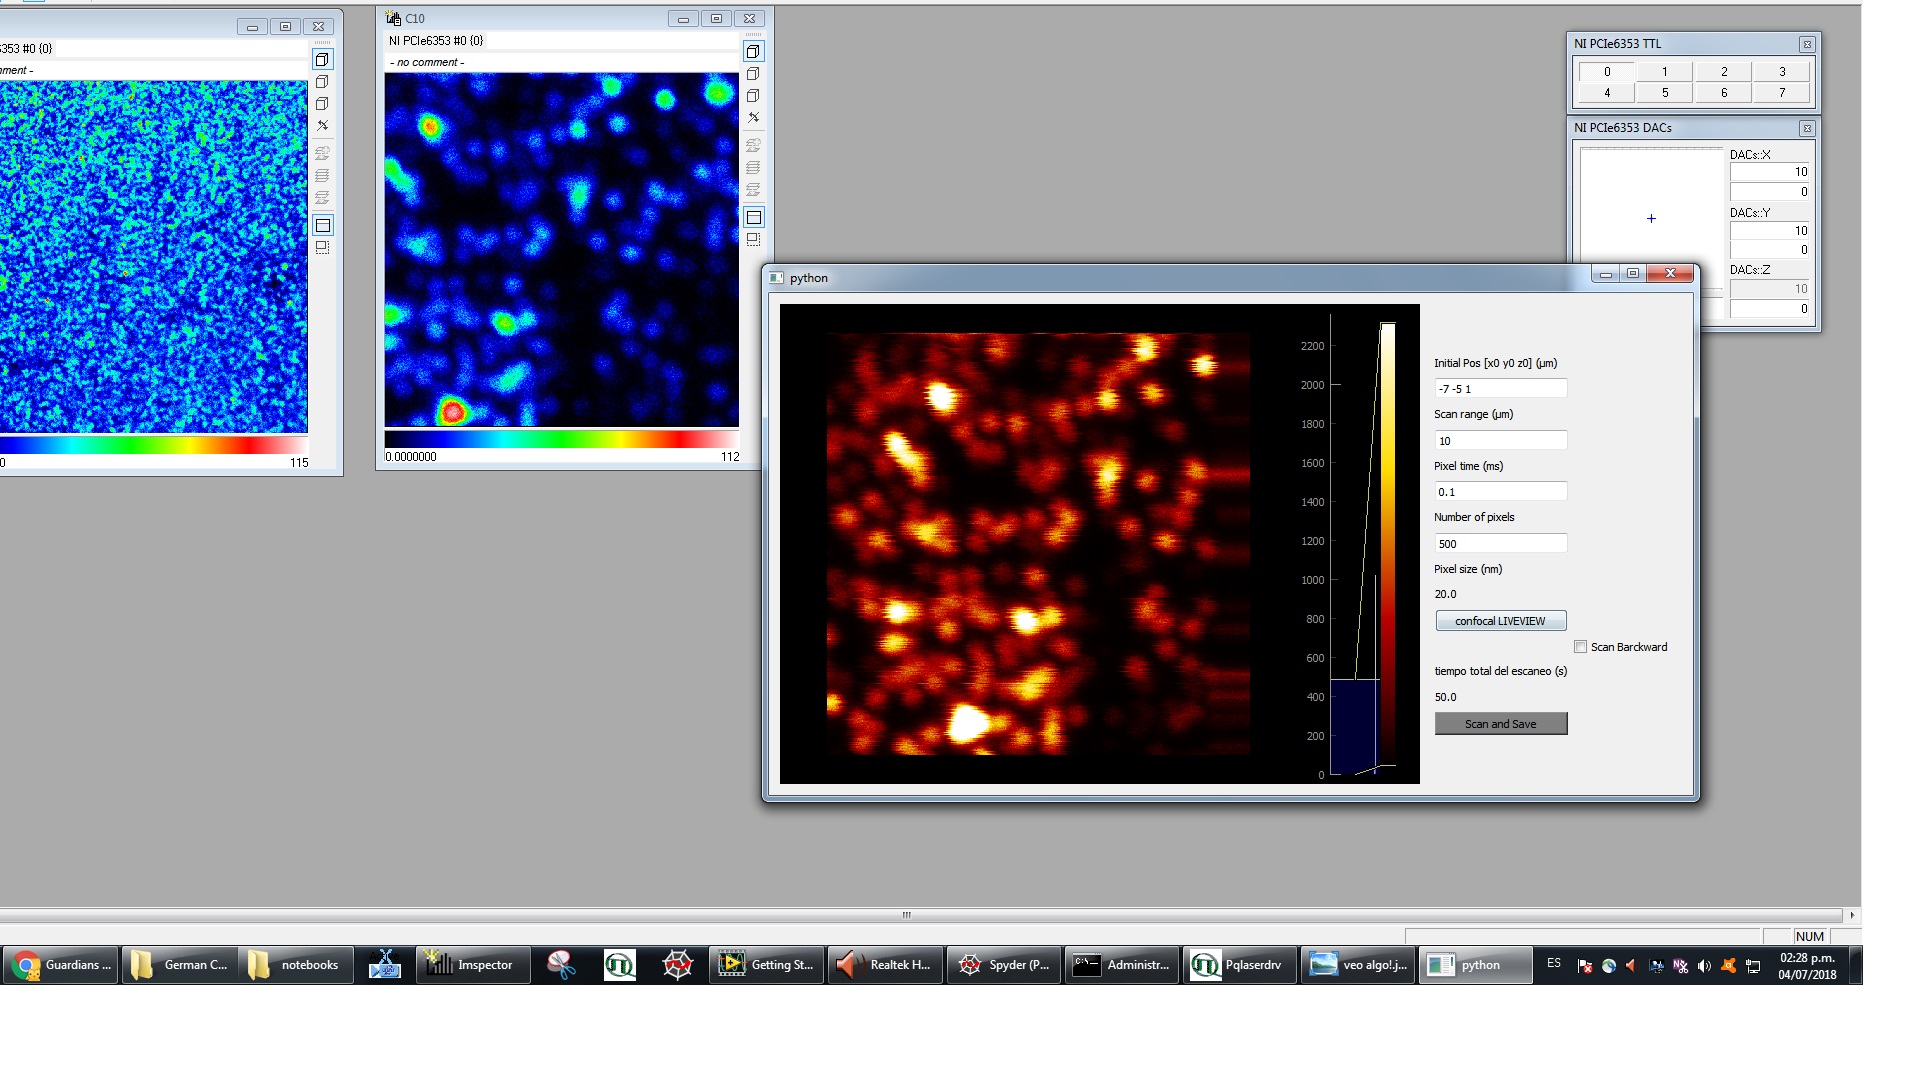 6353 #0 {0}
mment -
0
115
C10
NI PCIe6353 #0 {0}
- no comment -
0.0000000
112
NI PCIe6353 TTL
0 1 2 3
4 5 6 7
NI PCIe6353 DACs
DACs::X
10
0
DACs::Y
10
0
DACs::Z
10
0
python
2200
2000
1800
1600
1400
1200
1000
800
600
400
200
0
Initial Pos [x0 y0 z0] (µm)
-7 -5 1
Scan range (µm)
10
Pixel time (ms)
0.1
Number of pixels
500
Pixel size (nm)
20.0
confocal LIVEVIEW
Scan Barckward
tiempo total del escaneo (s)
50.0
Scan and Save
NUM
Guardians ... German C... notebooks Imspector Getting St... Realtek H... Spyder (P... Administr... Pqlaserdrv veo algo!.j... python ES
02:28 p.m.
04/07/2018